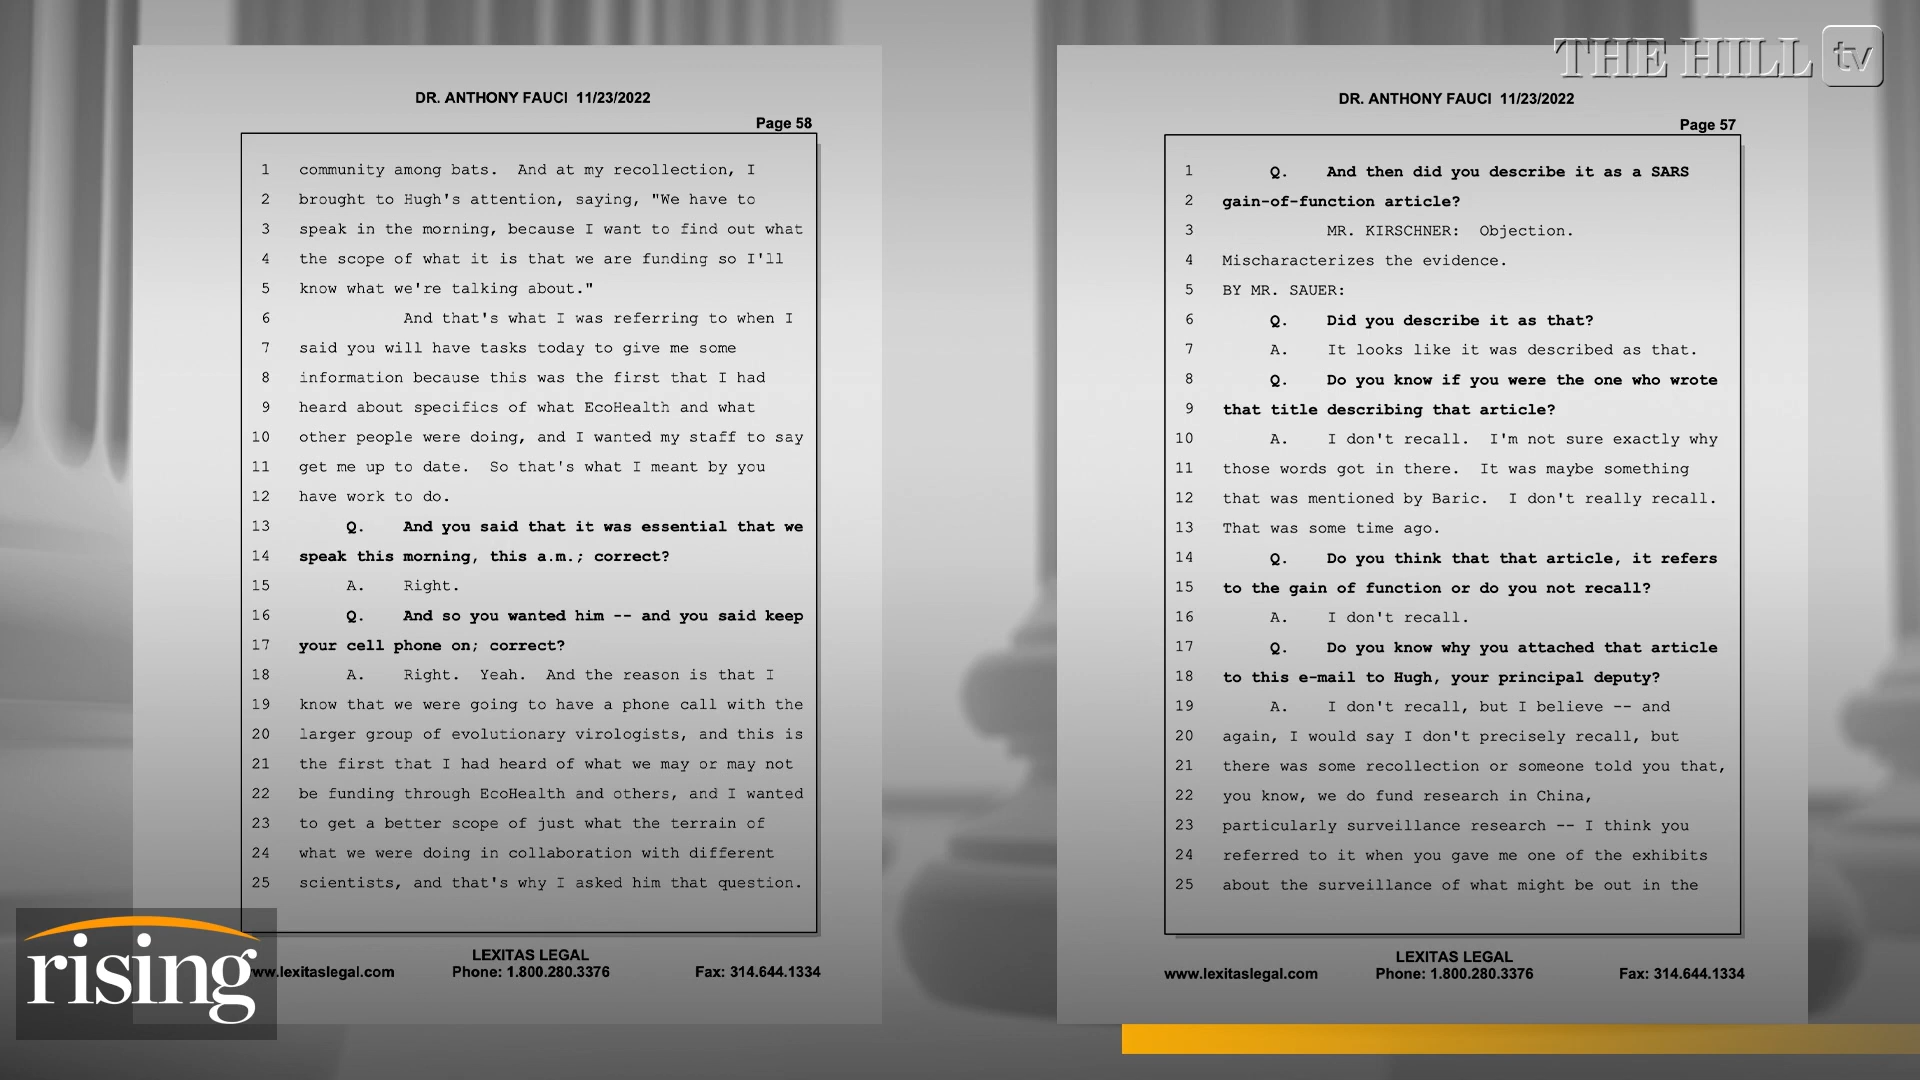 THE HILL tv
DR. ANTHONY FAUCI 11/23/2022
Page 58
1 community among bats. And at my recollection, I
2 brought to Hugh's attention, saying, "We have to
3 speak in the morning, because I want to find out what
4 the scope of what it is that we are funding so I'll
5 know what we're talking about."
6 And that's what I was referring to when I
7 said you will have tasks today to give me some
8 information because this was the first that I had
9 heard about specifics of what EcoHealth and what
10 other people were doing, and I wanted my staff to say
11 get me up to date. So that's what I meant by you
12 have work to do.
13 Q. And you said that it was essential that we
14 speak this morning, this a.m.; correct?
15 A. Right.
16 Q. And so you wanted him -- and you said keep
17 your cell phone on; correct?
18 A. Right. Yeah. And the reason is that I
19 know that we were going to have a phone call with the
20 larger group of evolutionary virologists, and this is
21 the first that I had heard of what we may or may not
22 be funding through EcoHealth and others, and I wanted
23 to get a better scope of just what the terrain of
24 what we were doing in collaboration with different
25 scientists, and that's why I asked him that question.
LEXITAS LEGAL
ww.lexitaslegal.com Phone: 1.800.280.3376 Fax: 314.644.1334
DR. ANTHONY FAUCI 11/23/2022
Page 57
1 Q. And then did you describe it as a SARS
2 gain-of-function article?
3 MR. KIRSCHNER: Objection.
4 Mischaracterizes the evidence.
5 BY MR. SAUER:
6 Q. Did you describe it as that?
7 A. It looks like it was described as that.
8 Q. Do you know if you were the one who wrote
9 that title describing that article?
10 A. I don't recall. I'm not sure exactly why
11 those words got in there. It was maybe something
12 that was mentioned by Baric. I don't really recall.
13 That was some time ago.
14 Q. Do you think that that article, it refers
15 to the gain of function or do you not recall?
16 A. I don't recall.
17 Q. Do you know why you attached that article
18 to this e-mail to Hugh, your principal deputy?
19 A. I don't recall, but I believe -- and
20 again, I would say I don't precisely recall, but
21 there was some recollection or someone told you that,
22 you know, we do fund research in China,
23 particularly surveillance research -- I think you
24 referred to it when you gave me one of the exhibits
25 about the surveillance of what might be out in the
LEXITAS LEGAL
www.lexitaslegal.com Phone: 1.800.280.3376 Fax: 314.644.1334
rising